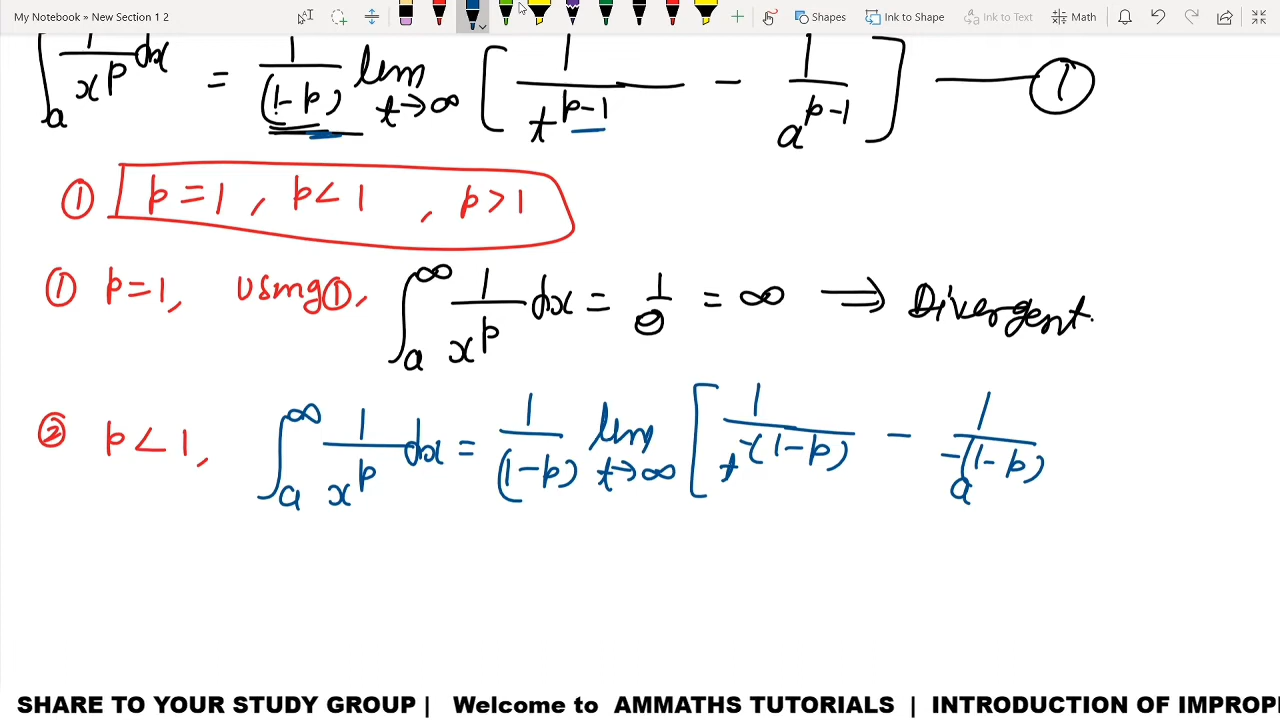 My Notebook » New Section 1 2 Shapes Ink to Shape Ink to Text Math
∫ₐ 1/x^p dx = 1/(1-p) lim t→∞ [ 1/t^(p-1) - 1/a^(p-1) ] — ①
① p=1, p<1, p>1
① p=1, using①, ∫ₐ^∞ 1/x^p dx = 1/0 = ∞ ⇒ Divergent.
② p<1, ∫ₐ^∞ 1/x^p dx = 1/(1-p) lim t→∞ [ 1/t^-(1-p) - 1/a^-(1-p)
SHARE TO YOUR STUDY GROUP | Welcome to AMMATHS TUTORIALS | INTRODUCTION OF IMPROP